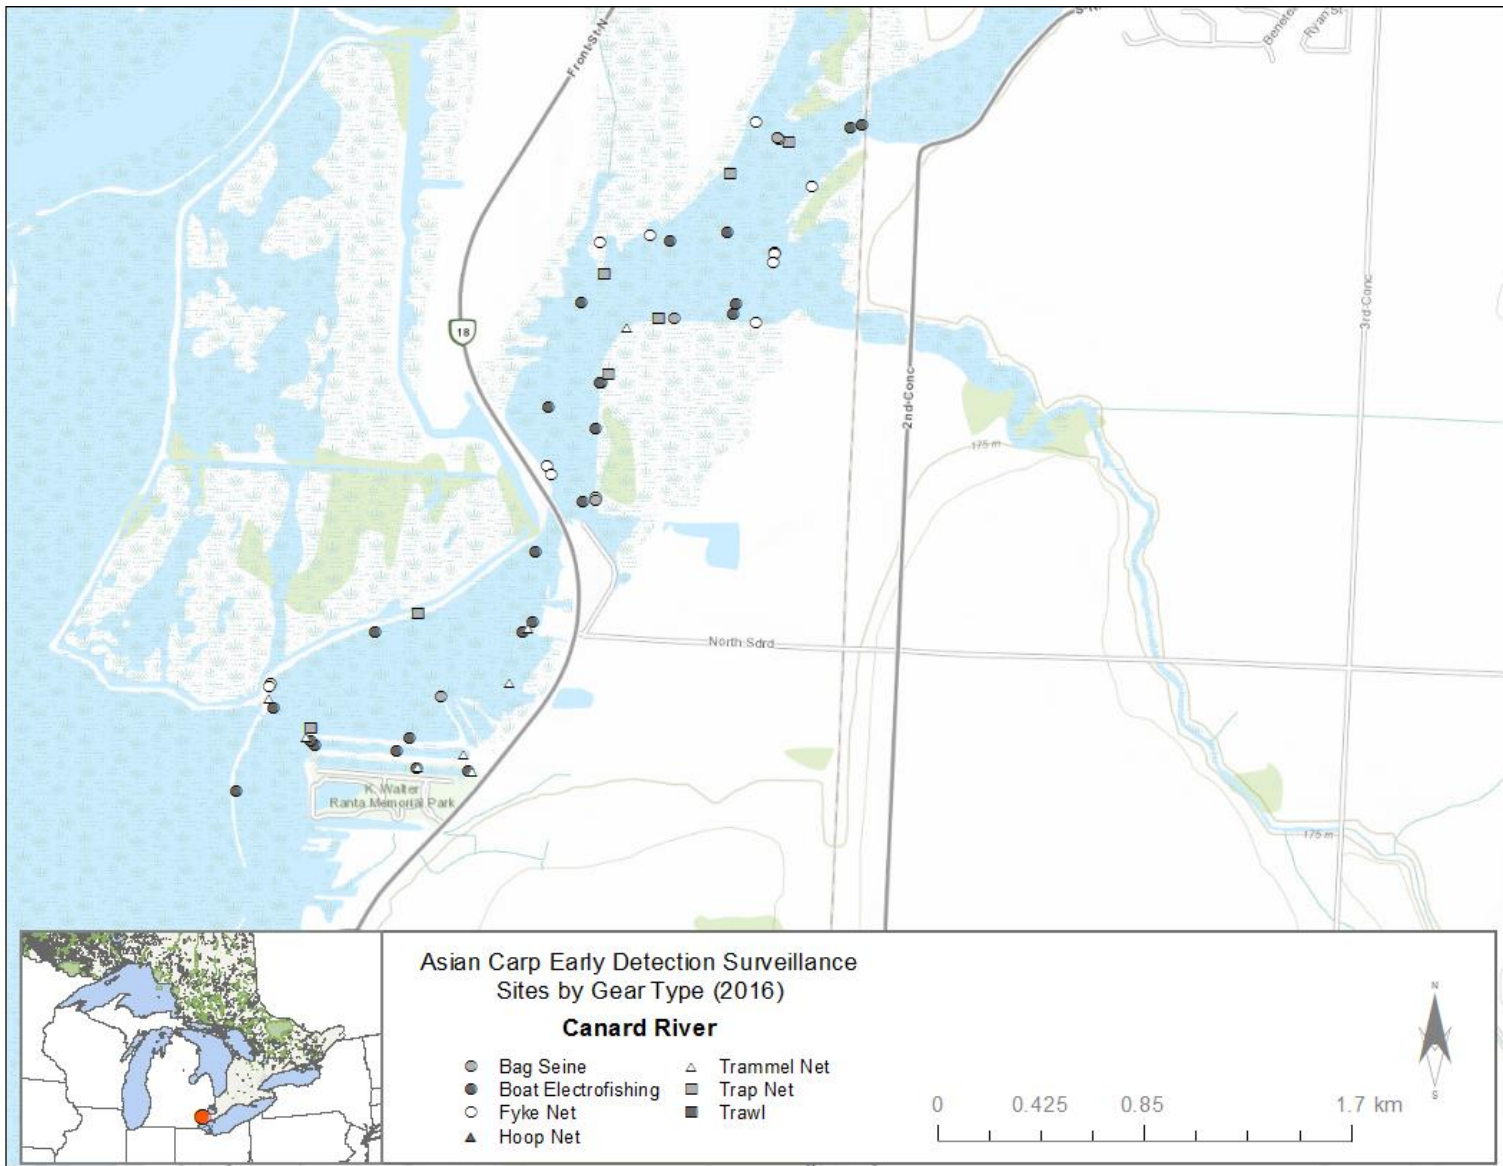 Front-St-N
Ryan
18
3rd-Conc
2nd-Conc
175 m
North Sdrd
K. Walter
Ranta Memorial Park
175 m
Asian Carp Early Detection Surveillance
Sites by Gear Type (2016)
Canard River
Bag Seine
Boat Electrofishing
Fyke Net
Hoop Net
Trammel Net
Trap Net
Trawl
N
S
0 0.425 0.85 1.7 km